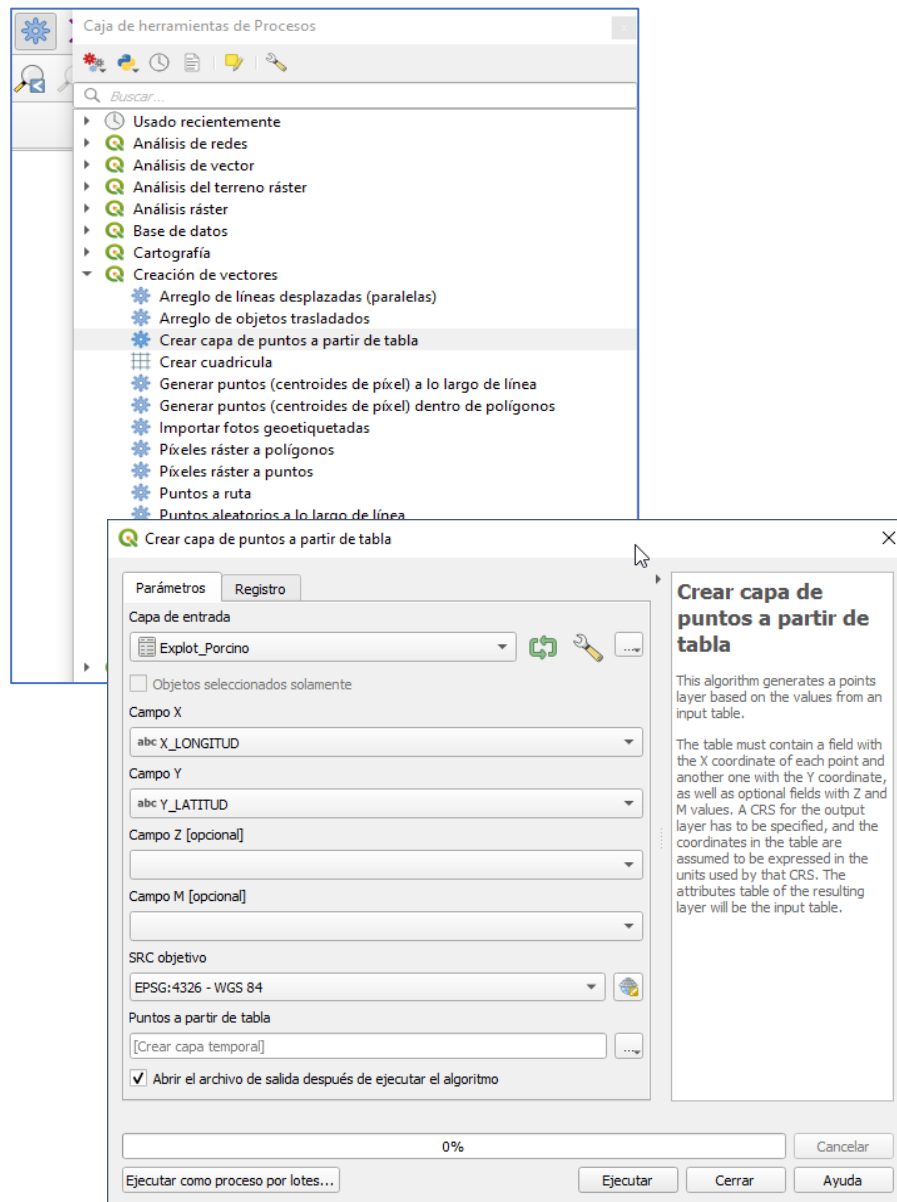 Caja de herramientas de Procesos
Buscar...
Usado recientemente
Análisis de redes
Análisis de vector
Análisis del terreno ráster
Análisis ráster
Base de datos
Cartografía
Creación de vectores
Arreglo de líneas desplazadas (paralelas)
Arreglo de objetos trasladados
Crear capa de puntos a partir de tabla
Crear cuadricula
Generar puntos (centroides de píxel) a lo largo de línea
Generar puntos (centroides de píxel) dentro de polígonos
Importar fotos geoetiquetadas
Píxeles ráster a polígonos
Píxeles ráster a puntos
Puntos a ruta
Puntos aleatorios a lo largo de línea
Crear capa de puntos a partir de tabla
Parámetros
Registro
Capa de entrada
Explot_Porcino
...
Objetos seleccionados solamente
Campo X
abc X_LONGITUD
Campo Y
abc Y_LATITUD
Campo Z [opcional]
Campo M [opcional]
SRC objetivo
EPSG:4326 - WGS 84
Puntos a partir de tabla
[Crear capa temporal]
...
Abrir el archivo de salida después de ejecutar el algoritmo
Crear capa de
puntos a partir de
tabla
This algorithm generates a points
layer based on the values from an
input table.
The table must contain a field with
the X coordinate of each point and
another one with the Y coordinate,
as well as optional fields with Z and
M values. A CRS for the output
layer has to be specified, and the
coordinates in the table are
assumed to be expressed in the
units used by that CRS. The
attributes table of the resulting
layer will be the input table.
0%
Cancelar
Ejecutar como proceso por lotes...
Ejecutar
Cerrar
Ayuda